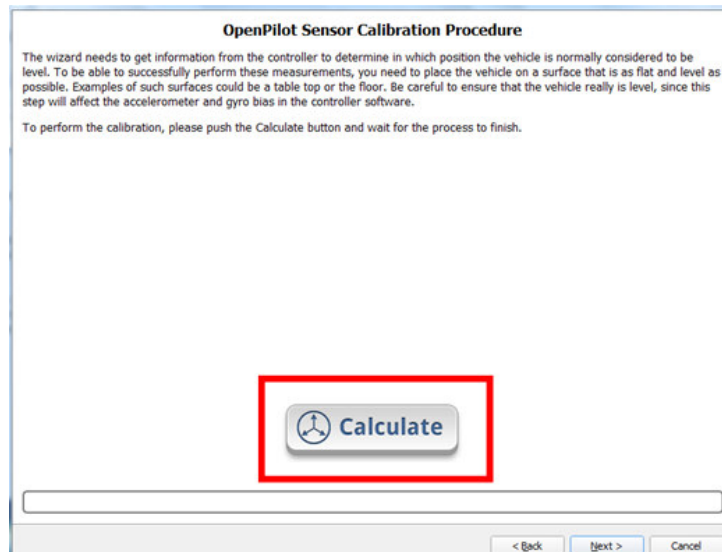 OpenPilot Sensor Calibration Procedure
The wizard needs to get information from the controller to determine in which position the vehicle is normally considered to be
level. To be able to successfully perform these measurements, you need to place the vehicle on a surface that is as flat and level as
possible. Examples of such surfaces could be a table top or the floor. Be careful to ensure that the vehicle really is level, since this
step will affect the accelerometer and gyro bias in the controller software.
To perform the calibration, please push the Calculate button and wait for the process to finish.
Calculate
< Back Next > Cancel